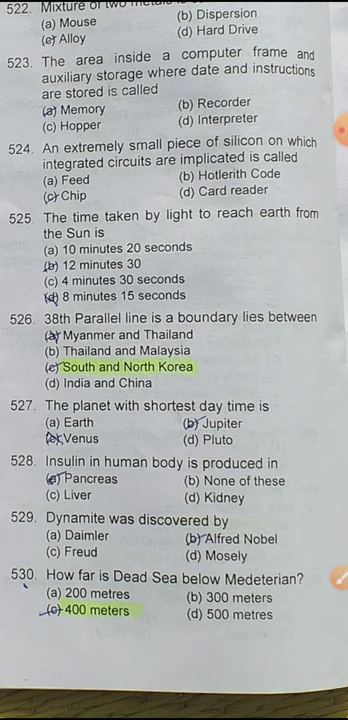 522. Mixture of two metals is
(a) Mouse (b) Dispersion
(c) Alloy (d) Hard Drive
523. The area inside a computer frame and
auxiliary storage where date and instructions
are stored is called
(a) Memory (b) Recorder
(c) Hopper (d) Interpreter
524. An extremely small piece of silicon on which
integrated circuits are implicated is called
(a) Feed (b) Hotlerith Code
(c) Chip (d) Card reader
525. The time taken by light to reach earth from
the Sun is
(a) 10 minutes 20 seconds
(b) 12 minutes 30
(c) 4 minutes 30 seconds
(d) 8 minutes 15 seconds
526. 38th Parallel line is a boundary lies between
(a) Myanmer and Thailand
(b) Thailand and Malaysia
(c) South and North Korea
(d) India and China
527. The planet with shortest day time is
(a) Earth (b) Jupiter
(c) Venus (d) Pluto
528. Insulin in human body is produced in
(a) Pancreas (b) None of these
(c) Liver (d) Kidney
529. Dynamite was discovered by
(a) Daimler (b) Alfred Nobel
(c) Freud (d) Mosely
530. How far is Dead Sea below Medeterian?
(a) 200 metres (b) 300 meters
(c) 400 meters (d) 500 metres